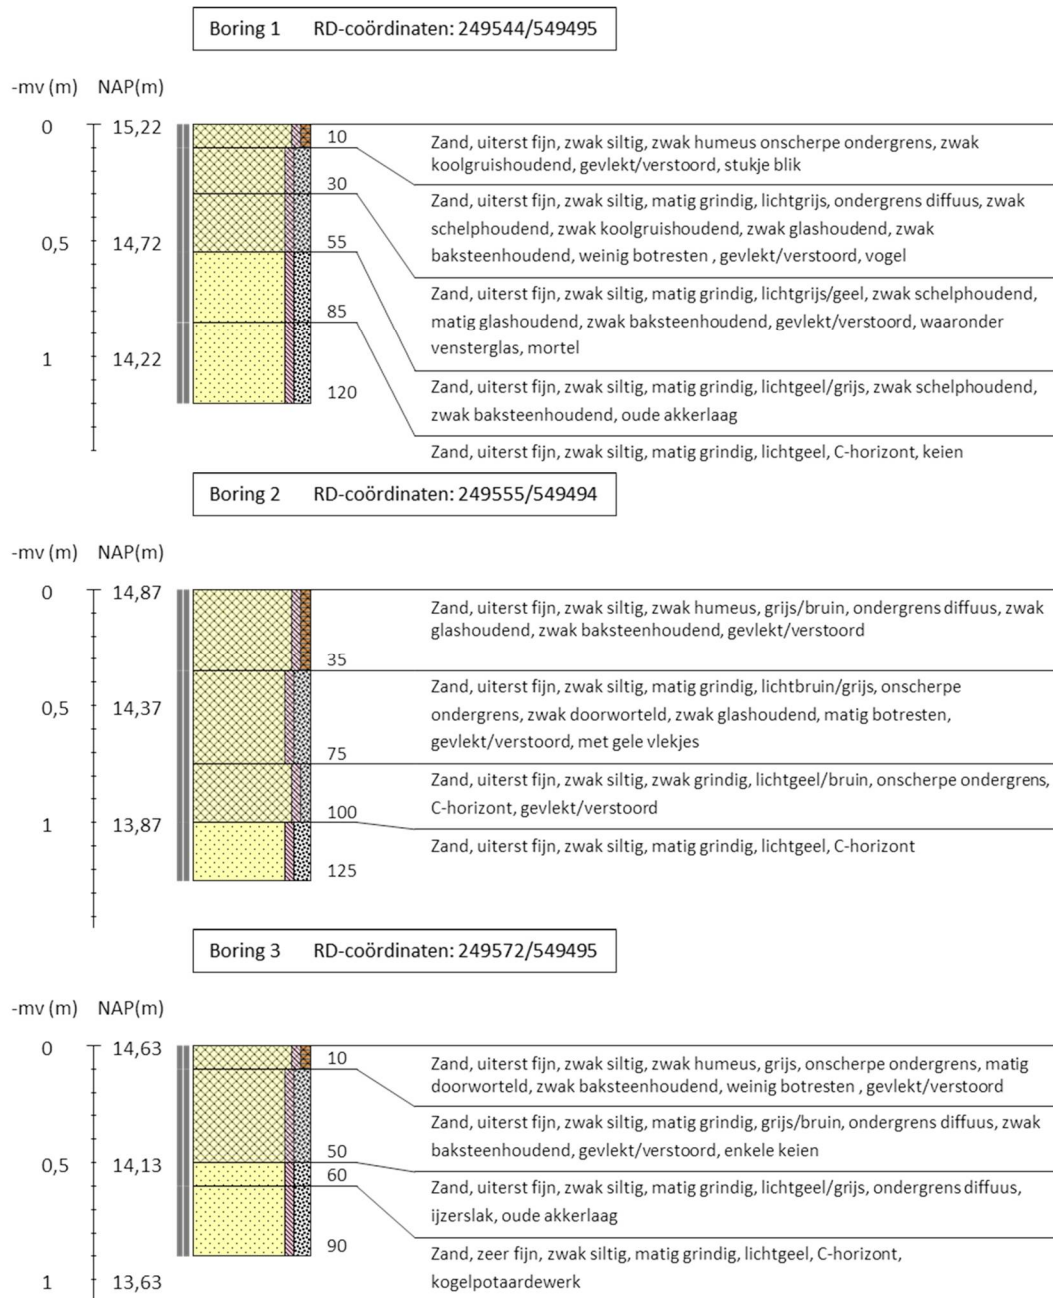 Boring 1 RD-coördinaten: 249544/549495
-mv (m) NAP(m)
0 15,22
10
Zand, uiterst fijn, zwak siltig, zwak humeus onscherpe ondergrens, zwak
koolgruishoudend, gevlekt/verstoord, stukje blik
30
Zand, uiterst fijn, zwak siltig, matig grindig, lichtgrijs, ondergrens diffuus, zwak
schelphoudend, zwak koolgruishoudend, zwak glashoudend, zwak
baksteenhoudend, weinig botresten , gevlekt/verstoord, vogel
0,5 14,72
55
Zand, uiterst fijn, zwak siltig, matig grindig, lichtgrijs/geel, zwak schelphoudend,
matig glashoudend, zwak baksteenhoudend, gevlekt/verstoord, waaronder
vensterglas, mortel
85
1 14,22
Zand, uiterst fijn, zwak siltig, matig grindig, lichtgeel/grijs, zwak schelphoudend,
zwak baksteenhoudend, oude akkerlaag
120
Zand, uiterst fijn, zwak siltig, matig grindig, lichtgeel, C-horizont, keien
Boring 2 RD-coördinaten: 249555/549494
-mv (m) NAP(m)
0 14,87
Zand, uiterst fijn, zwak siltig, zwak humeus, grijs/bruin, ondergrens diffuus, zwak
glashoudend, zwak baksteenhoudend, gevlekt/verstoord
35
0,5 14,37
Zand, uiterst fijn, zwak siltig, matig grindig, lichtbruin/grijs, onscherpe
ondergrens, zwak doorworteld, zwak glashoudend, matig botresten,
gevlekt/verstoord, met gele vlekjes
75
Zand, uiterst fijn, zwak siltig, zwak grindig, lichtgeel/bruin, onscherpe ondergrens,
C-horizont, gevlekt/verstoord
100
1 13,87
Zand, uiterst fijn, zwak siltig, matig grindig, lichtgeel, C-horizont
125
Boring 3 RD-coördinaten: 249572/549495
-mv (m) NAP(m)
0 14,63
10
Zand, uiterst fijn, zwak siltig, zwak humeus, grijs, onscherpe ondergrens, matig
doorworteld, zwak baksteenhoudend, weinig botresten , gevlekt/verstoord
Zand, uiterst fijn, zwak siltig, matig grindig, grijs/bruin, ondergrens diffuus, zwak
baksteenhoudend, gevlekt/verstoord, enkele keien
50
0,5 14,13
60
Zand, uiterst fijn, zwak siltig, matig grindig, lichtgeel/grijs, ondergrens diffuus,
ijzerslak, oude akkerlaag
90
Zand, zeer fijn, zwak siltig, matig grindig, lichtgeel, C-horizont,
kogelpotaardewerk
1 13,63